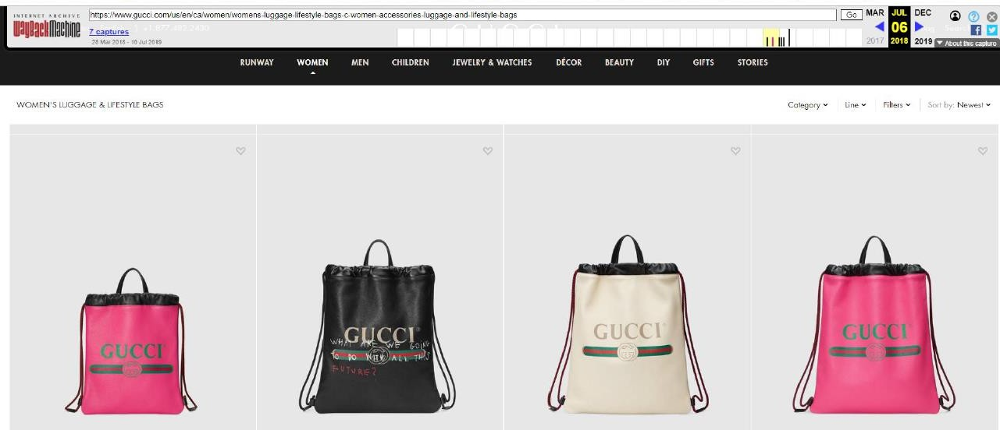 INTERNET ARCHIVE
WayBackMachine
https://www.gucci.com/us/en/ca/women/womens-luggage-lifestyle-bags-c-women-accessories-luggage-and-lifestyle-bags
Go
MAR JUL DEC
7 captures
+1.877.482.2430
06
28 Mar 2018 - 10 Jul 2019
2017 2018 2019
About this capture
RUNWAY WOMEN MEN CHILDREN JEWELRY & WATCHES DÉCOR BEAUTY DIY GIFTS STORIES
WOMEN'S LUGGAGE & LIFESTYLE BAGS
Category Line Filters Sort by: Newest
GUCCI
GUCCI
WHAT ARE WE GOING
TO DO WITH ALL THIS
FUTURE?
GUCCI
GUCCI